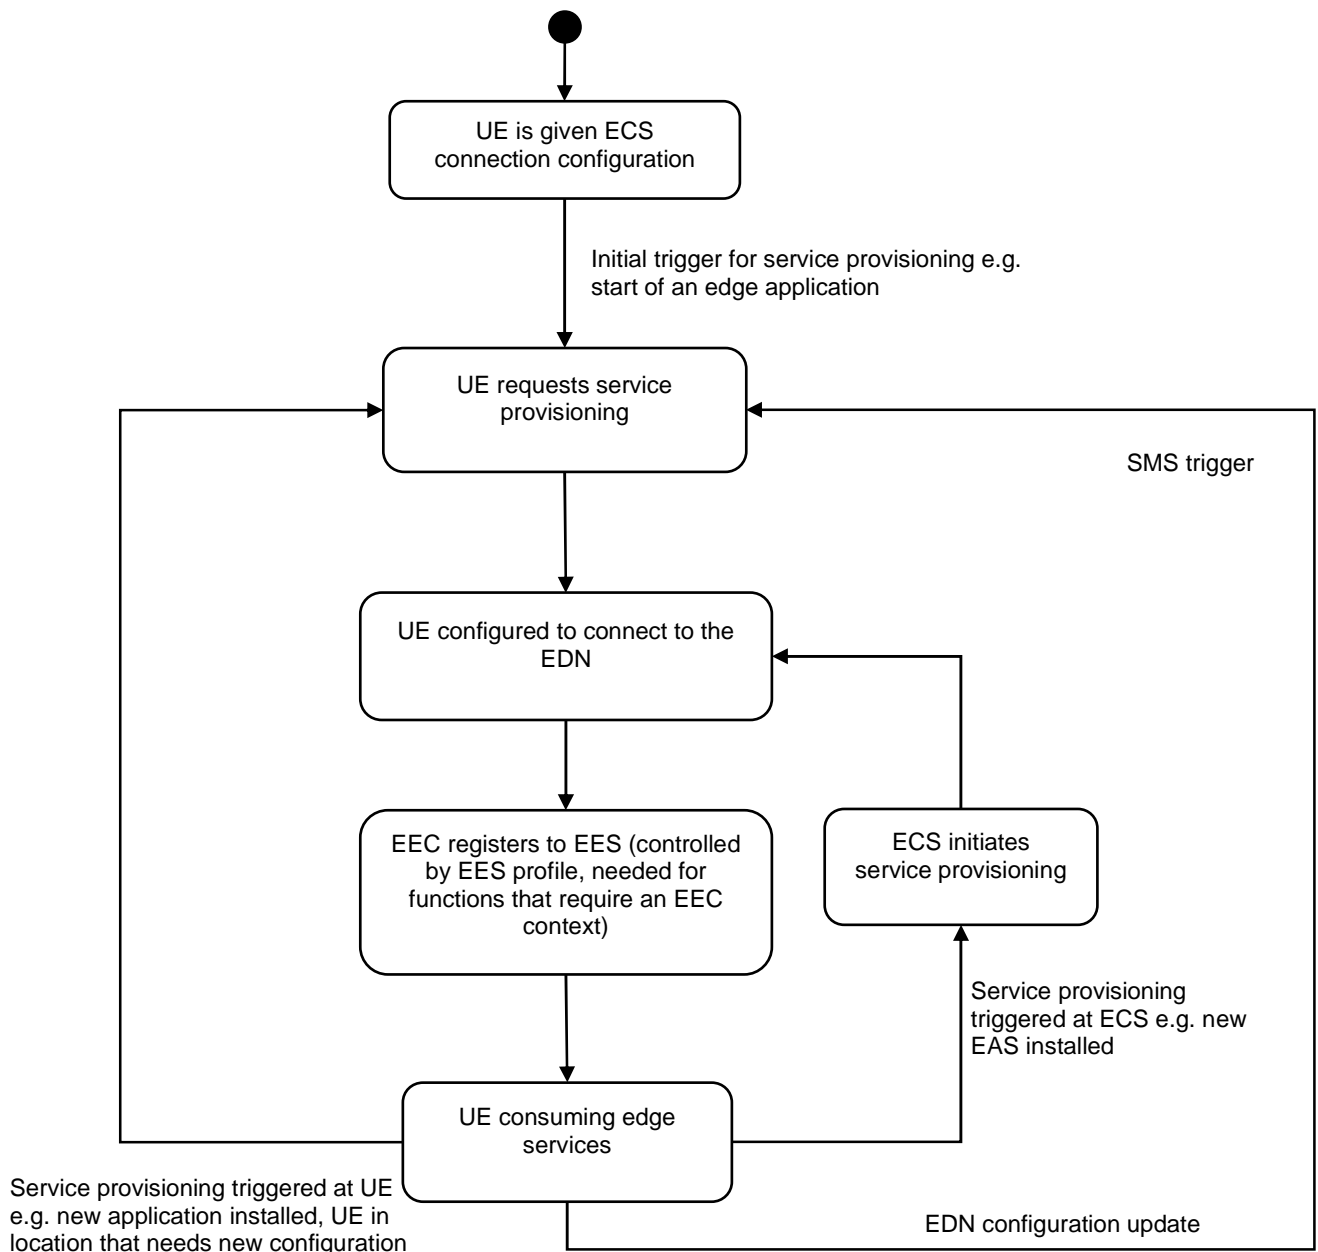 UE is given ECS
connection configuration
Initial trigger for service provisioning e.g.
start of an edge application
UE requests service
provisioning
SMS trigger
UE configured to connect to the
EDN
EEC registers to EES (controlled
by EES profile, needed for
functions that require an EEC
context)
ECS initiates
service provisioning
Service provisioning
triggered at ECS e.g. new
EAS installed
UE consuming edge
services
Service provisioning triggered at UE
e.g. new application installed, UE in
location that needs new configuration
EDN configuration update